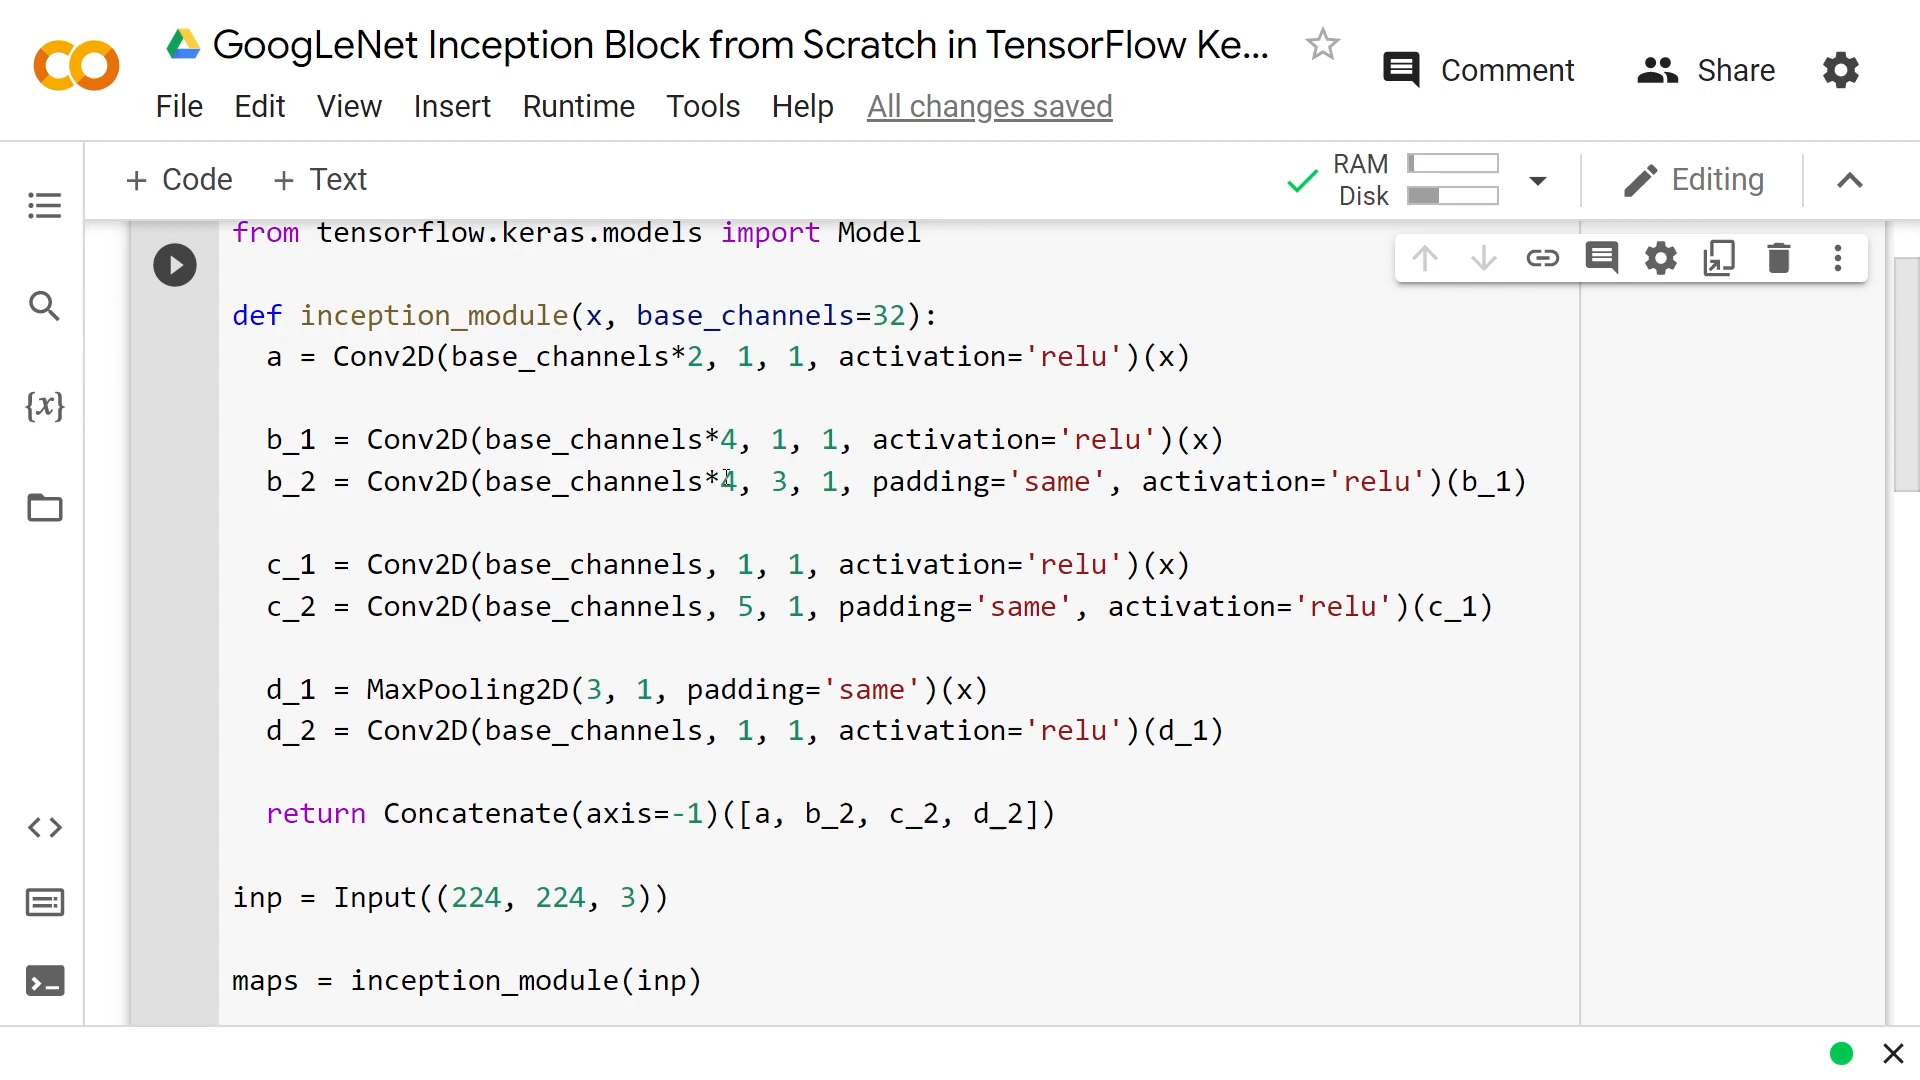 GoogLeNet Inception Block from Scratch in TensorFlow Ke...
Comment
Share
File Edit View Insert Runtime Tools Help All changes saved
+ Code + Text
RAM
Disk
Editing
from tensorflow.keras.models import Model
def inception_module(x, base_channels=32):
a = Conv2D(base_channels*2, 1, 1, activation='relu')(x)
b_1 = Conv2D(base_channels*4, 1, 1, activation='relu')(x)
b_2 = Conv2D(base_channels*4, 3, 1, padding='same', activation='relu')(b_1)
c_1 = Conv2D(base_channels, 1, 1, activation='relu')(x)
c_2 = Conv2D(base_channels, 5, 1, padding='same', activation='relu')(c_1)
d_1 = MaxPooling2D(3, 1, padding='same')(x)
d_2 = Conv2D(base_channels, 1, 1, activation='relu')(d_1)
return Concatenate(axis=-1)([a, b_2, c_2, d_2])
inp = Input((224, 224, 3))
maps = inception_module(inp)